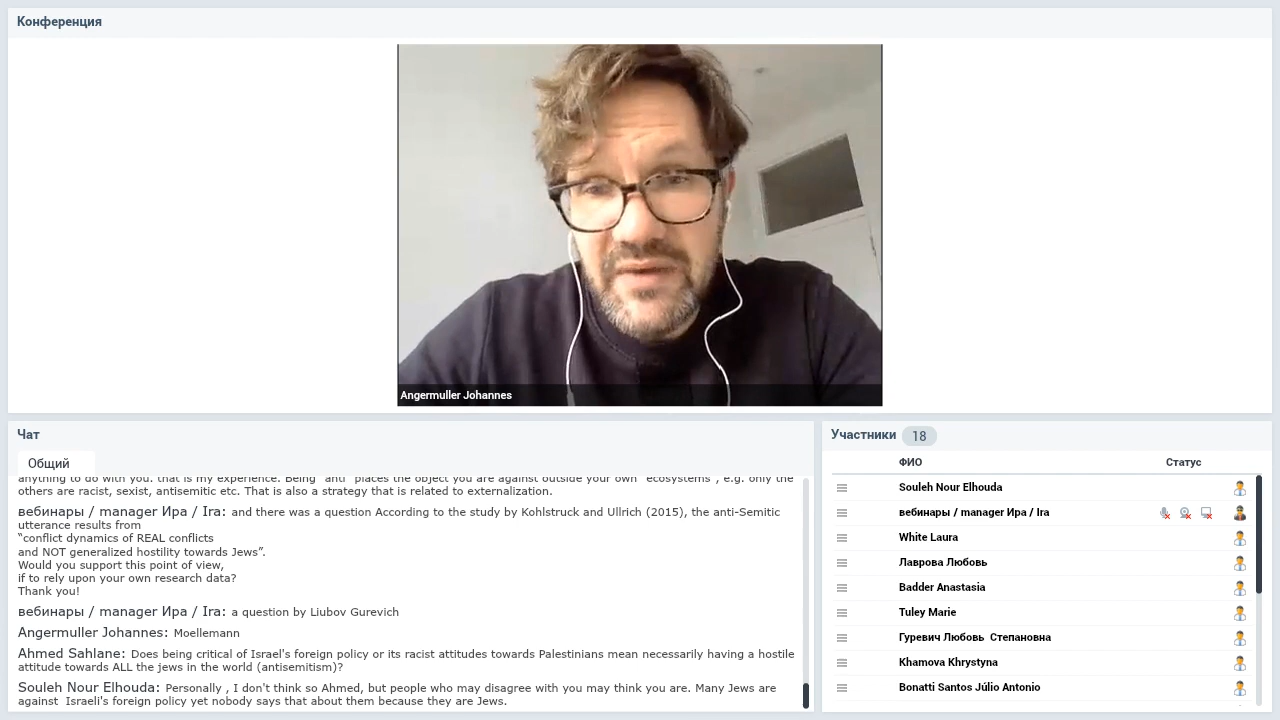 Конференция
Angermuller Johannes
Чат
Общий
anything to do with you. that is my experience. Being "anti" places the object you are against outside your own "ecosystems", e.g. only the
others are racist, sexist, antisemitic etc. That is also a strategy that is related to externalization.
вебинары / manager Ира / Ira: and there was a question According to the study by Kohlstruck and Ullrich (2015), the anti-Semitic
utterance results from
“conflict dynamics of REAL conflicts
and NOT generalized hostility towards Jews”.
Would you support this point of view,
if to rely upon your own research data?
Thank you!
вебинары / manager Ира / Ira: a question by Liubov Gurevich
Angermuller Johannes: Moellemann
Ahmed Sahlane: Does being critical of Israel's foreign policy or its racist attitudes towards Palestinians mean necessarily having a hostile
attitude towards ALL the jews in the world (antisemitism)?
Souleh Nour Elhouda: Personally , I don't think so Ahmed, but people who may disagree with you may think you are. Many Jews are
against Israeli's foreign policy yet nobody says that about them because they are Jews.
Участники 18
ФИО Статус
Souleh Nour Elhouda
вебинары / manager Ира / Ira
White Laura
Лаврова Любовь
Badder Anastasia
Tuley Marie
Гуревич Любовь Степановна
Khamova Khrystyna
Bonatti Santos Júlio Antonio